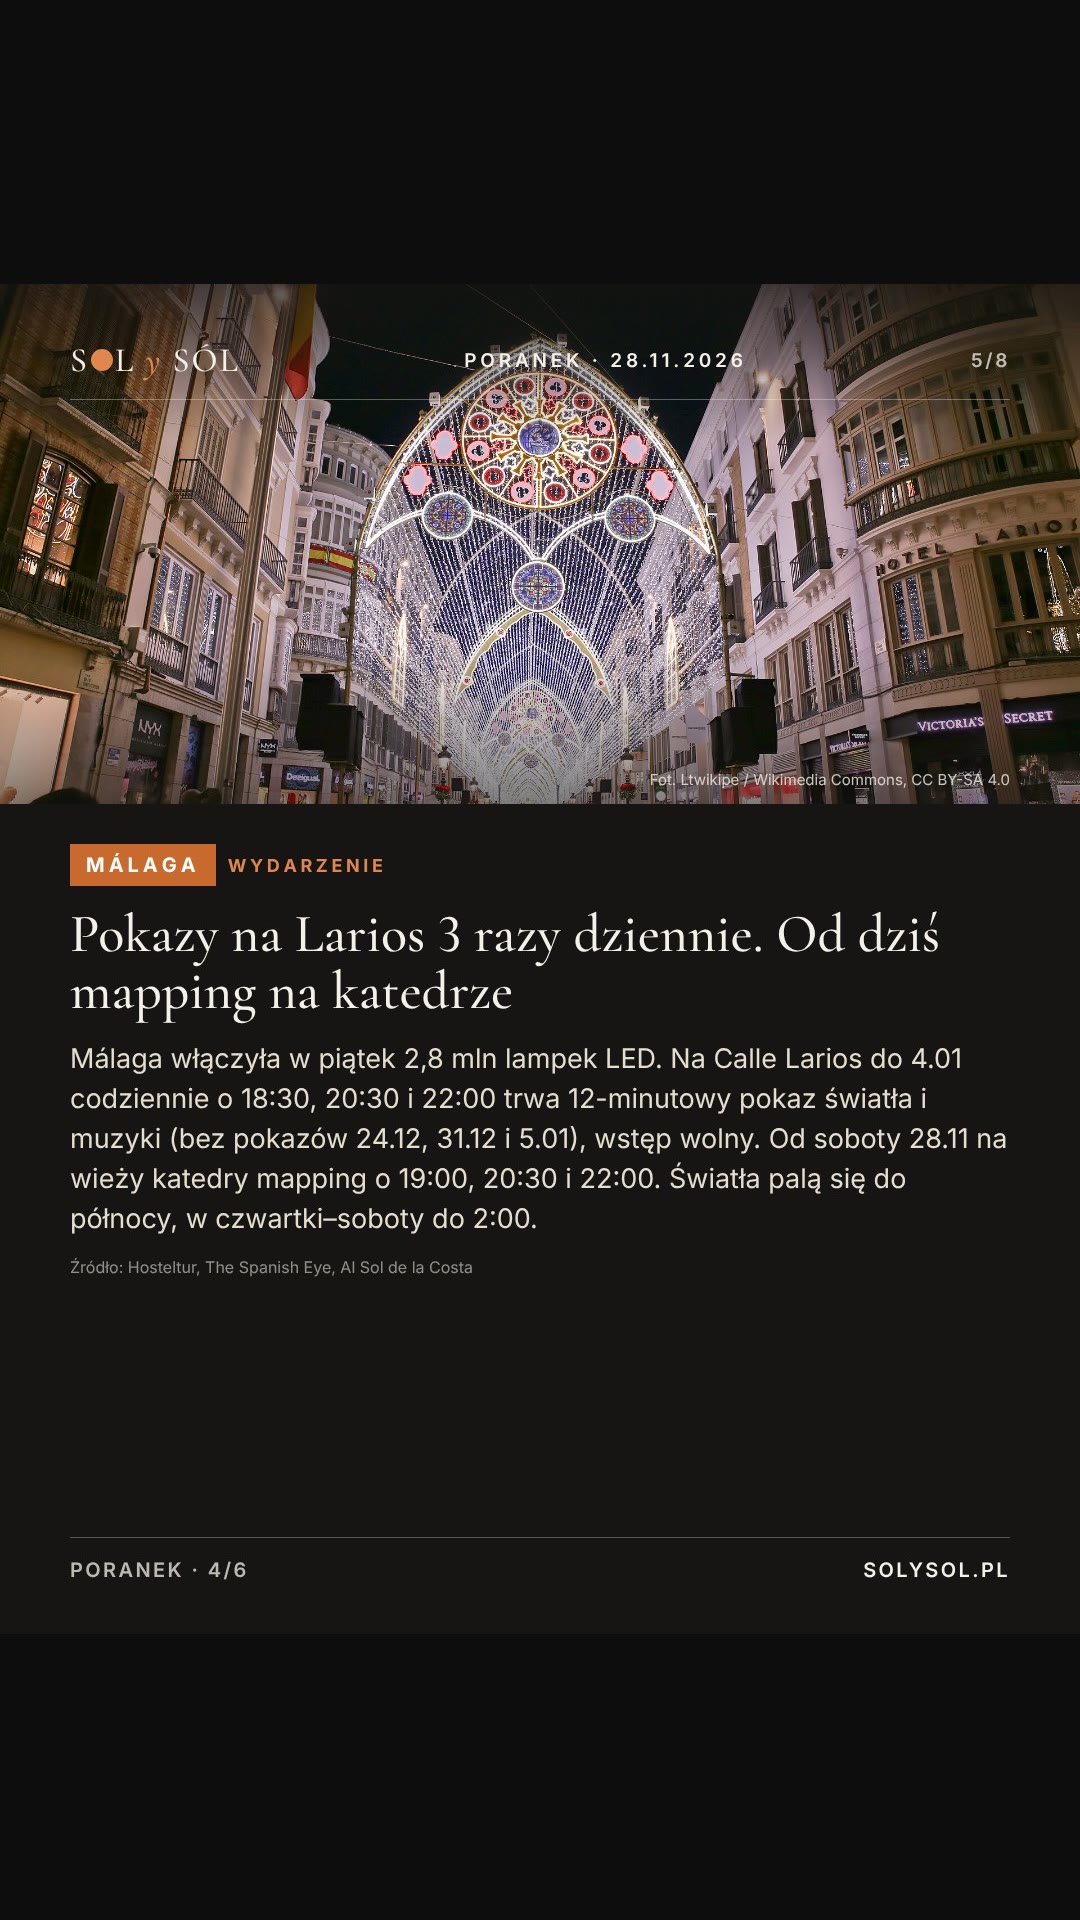 SOL y SÓL
PORANEK · 28.11.2026
5/8
HOTEL LARIOS
NYX
NYX
Desigual
VICTORIA'S SECRET
Fot. Ltwikipe / Wikimedia Commons, CC BY-SA 4.0
MÁLAGA WYDARZENIE
Pokazy na Larios 3 razy dziennie. Od dziś
mapping na katedrze
Málaga włączyła w piątek 2,8 mln lampek LED. Na Calle Larios do 4.01
codziennie o 18:30, 20:30 i 22:00 trwa 12-minutowy pokaz światła i
muzyki (bez pokazów 24.12, 31.12 i 5.01), wstęp wolny. Od soboty 28.11 na
wieży katedry mapping o 19:00, 20:30 i 22:00. Światła palą się do
północy, w czwartki–soboty do 2:00.
Źródło: Hosteltur, The Spanish Eye, Al Sol de la Costa
PORANEK · 4/6
SOLYSOL.PL